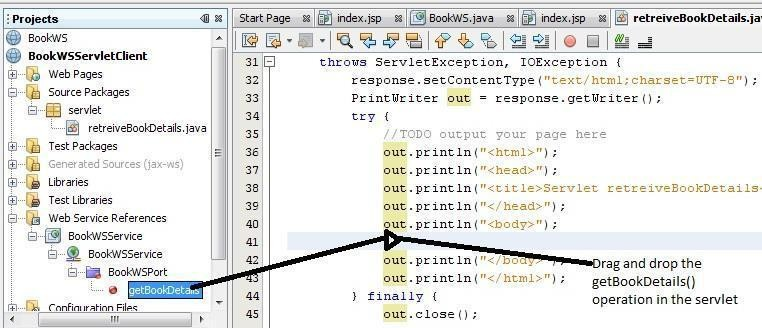 Projects
BookWS
BookWSServletClient
Web Pages
Source Packages
servlet
retreiveBookDetails.java
Test Packages
Generated Sources (jax-ws)
Libraries
Test Libraries
Web Service References
BookWSService
BookWSService
BookWSPort
getBookDetails
Configuration Files
Start Page
index.jsp
BookWS.java
index.jsp
retreiveBookDetails.jav
31 throws ServletException, IOException {
32 response.setContentType("text/html;charset=UTF-8");
33 PrintWriter out = response.getWriter();
34 try {
35 //TODO output your page here
36 out.println("<html>");
37 out.println("<head>");
38 out.println("<title>Servlet retreiveBookDetails<
39 out.println("</head>");
40 out.println("<body>");
41
42 out.println("</body>
43 out.println("</html>");
44 } finally {
45 out.close();
Drag and drop the
getBookDetails()
operation in the servlet